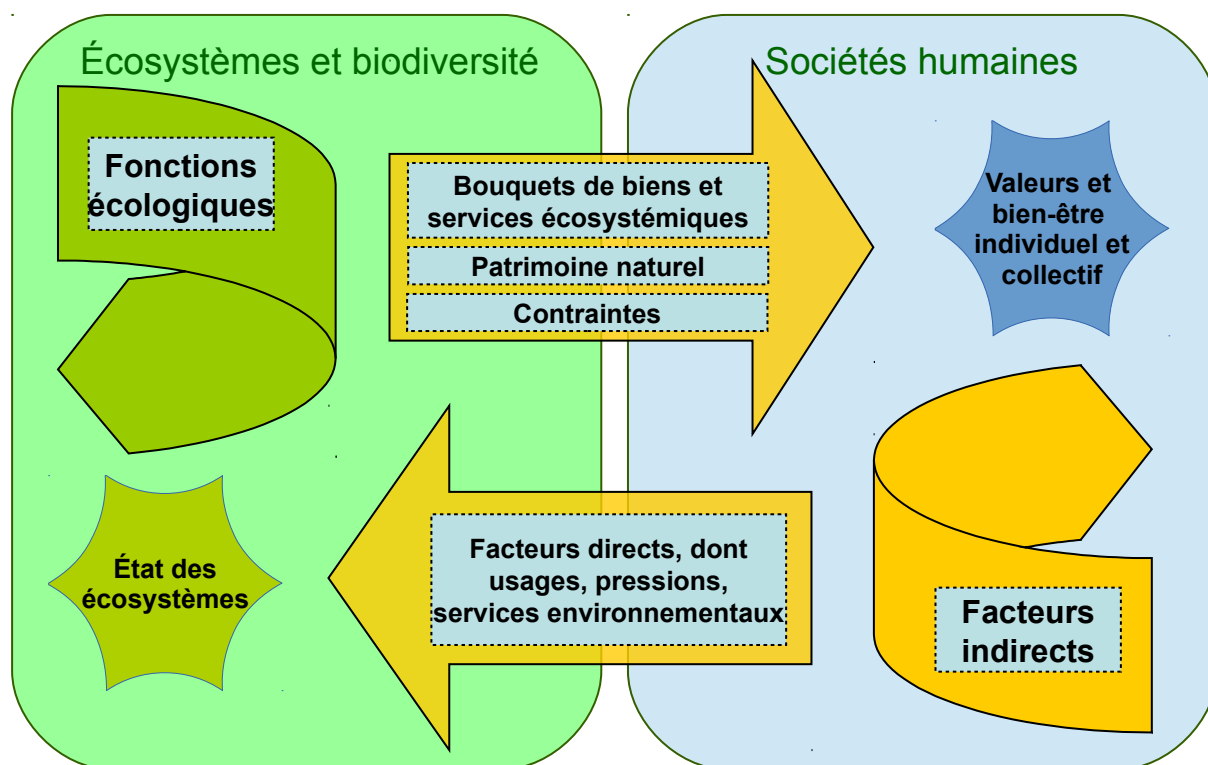 Écosystèmes et biodiversité
Sociétés humaines
Fonctions
écologiques
Bouquets de biens et
services écosystémiques
Patrimoine naturel
Contraintes
Valeurs et
bien-être
individuel et
collectif
État des
écosystèmes
Facteurs directs, dont
usages, pressions,
services environnementaux
Facteurs
indirects